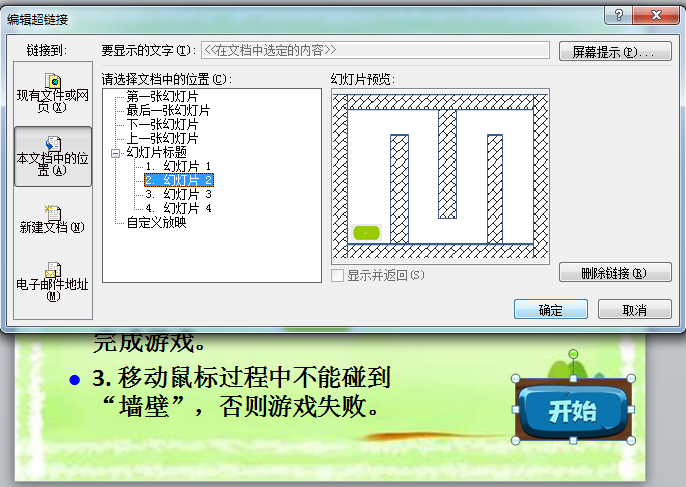 编辑超链接
链接到:
要显示的文字(T):
<<在文档中选定的内容>>
屏幕提示(P)...
现有文件或网
页(X)
本文档中的位
置(A)
新建文档(N)
电子邮件地址
(M)
请选择文档中的位置(C):
第一张幻灯片
最后一张幻灯片
下一张幻灯片
上一张幻灯片
幻灯片标题
1. 幻灯片 1
2. 幻灯片 2
3. 幻灯片 3
4. 幻灯片 4
自定义放映
幻灯片预览:
显示并返回(S)
删除链接(R)
确定
取消
完成游戏。
3. 移动鼠标过程中不能碰到
“墙壁”，否则游戏失败。
开始